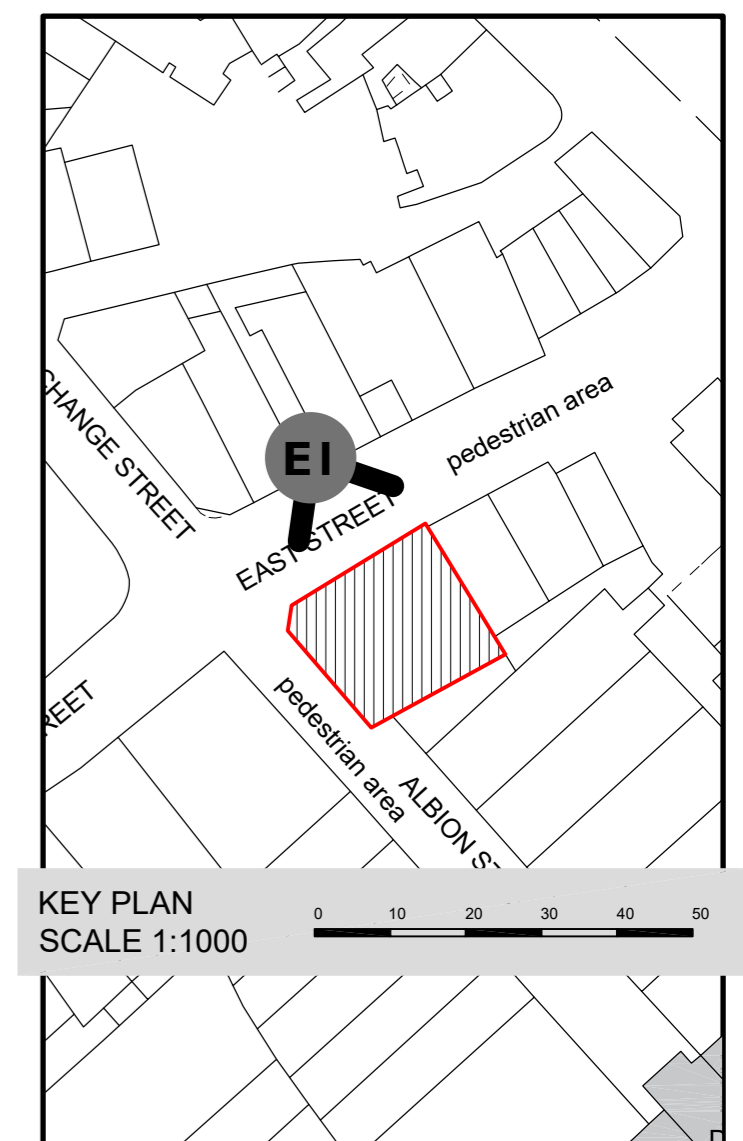 CHANGE STREET
EI
pedestrian area
EAST STREET
REET
pedestrian area
ALBION ST
KEY PLAN
SCALE 1:1000
0 10 20 30 40 50